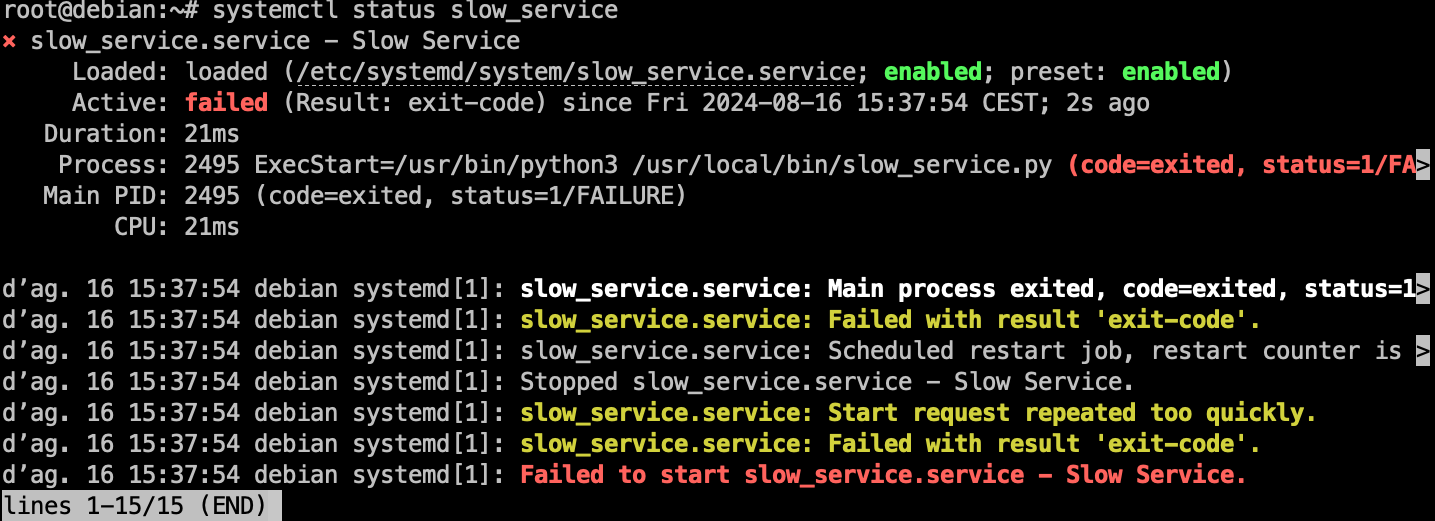 root@debian:~# systemctl status slow_service
× slow_service.service – Slow Service
Loaded: loaded (/etc/systemd/system/slow_service.service; enabled; preset: enabled)
Active: failed (Result: exit-code) since Fri 2024-08-16 15:37:54 CEST; 2s ago
Duration: 21ms
Process: 2495 ExecStart=/usr/bin/python3 /usr/local/bin/slow_service.py (code=exited, status=1/FA>
Main PID: 2495 (code=exited, status=1/FAILURE)
CPU: 21ms
d’ag. 16 15:37:54 debian systemd[1]: slow_service.service: Main process exited, code=exited, status=1>
d’ag. 16 15:37:54 debian systemd[1]: slow_service.service: Failed with result 'exit-code'.
d’ag. 16 15:37:54 debian systemd[1]: slow_service.service: Scheduled restart job, restart counter is >
d’ag. 16 15:37:54 debian systemd[1]: Stopped slow_service.service – Slow Service.
d’ag. 16 15:37:54 debian systemd[1]: slow_service.service: Start request repeated too quickly.
d’ag. 16 15:37:54 debian systemd[1]: slow_service.service: Failed with result 'exit-code'.
d’ag. 16 15:37:54 debian systemd[1]: Failed to start slow_service.service – Slow Service.
lines 1-15/15 (END)